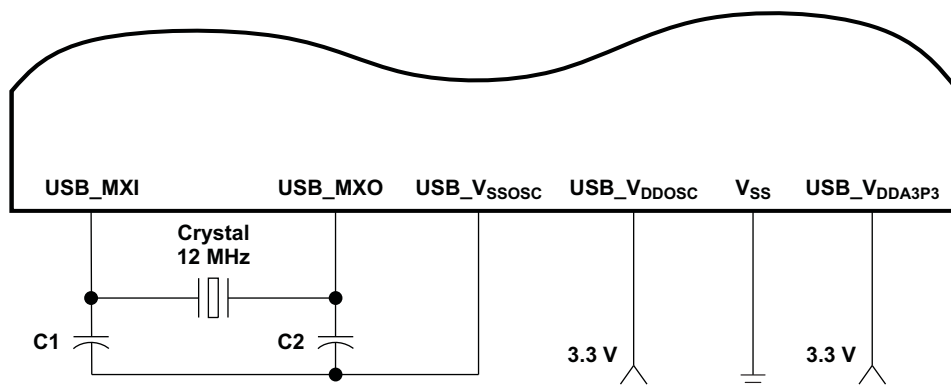 USB_MXI USB_MXO USB_VSSOSC USB_VDDOSC VSS USB_VDDA3P3
Crystal
12 MHz
C1 C2 3.3 V 3.3 V